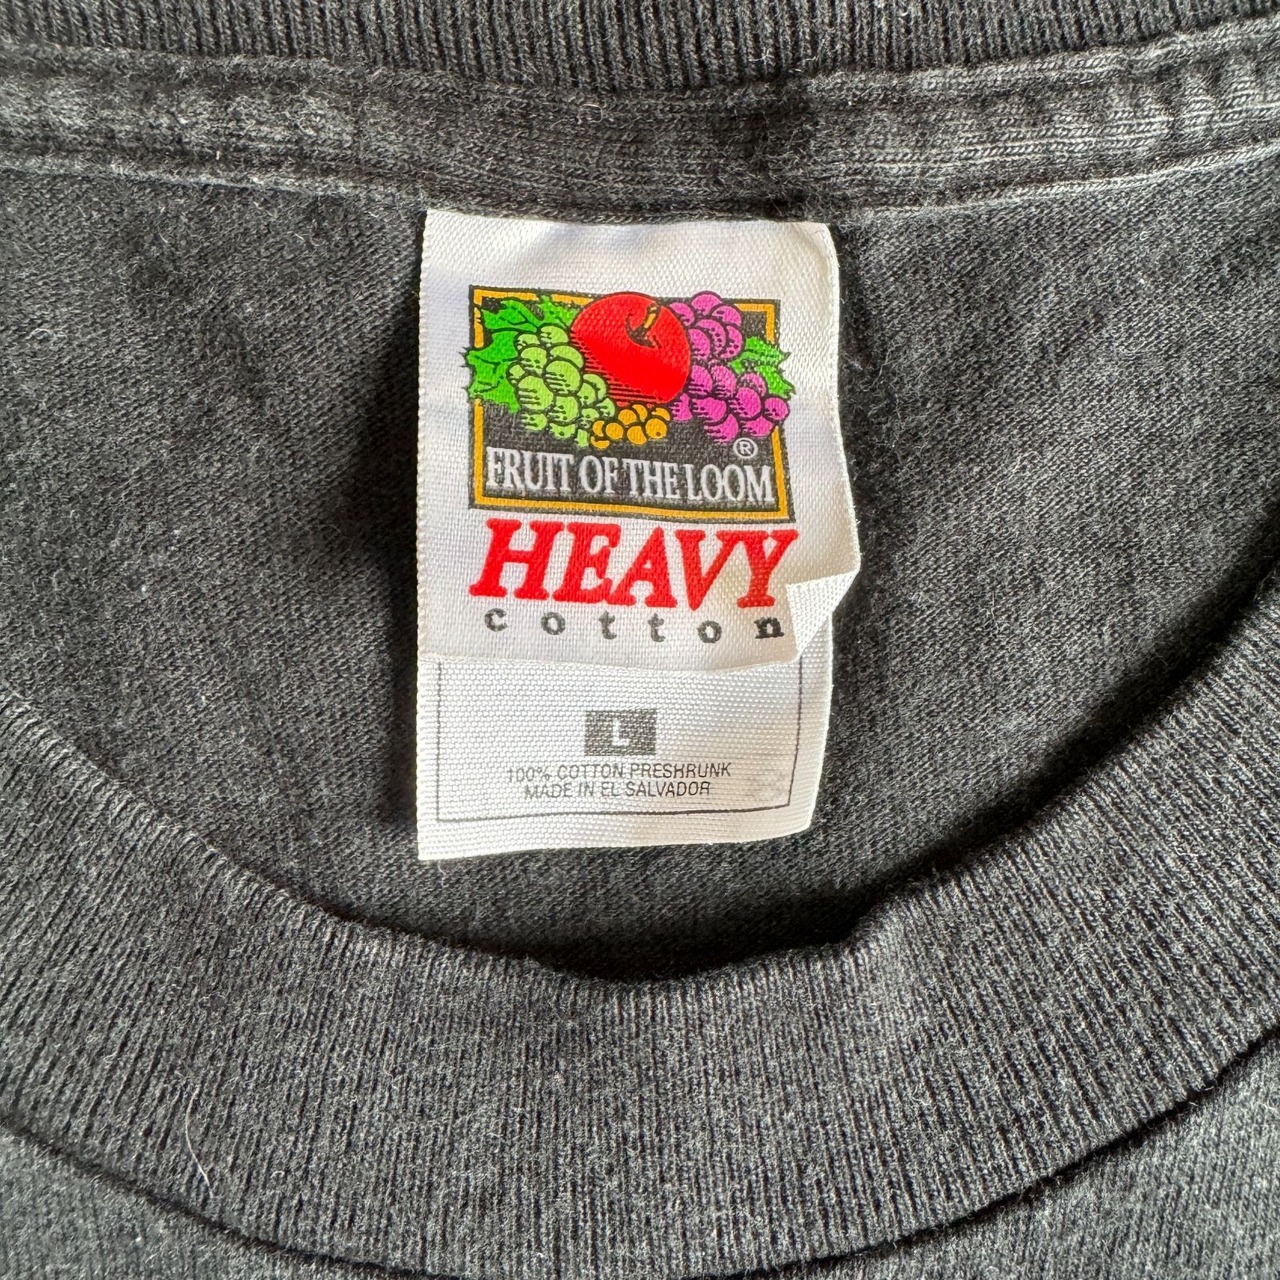 ®
FRUIT OF THE LOOM
HEAVY
cotton
L
100% COTTON PRESHRUNK
MADE IN EL SALVADOR